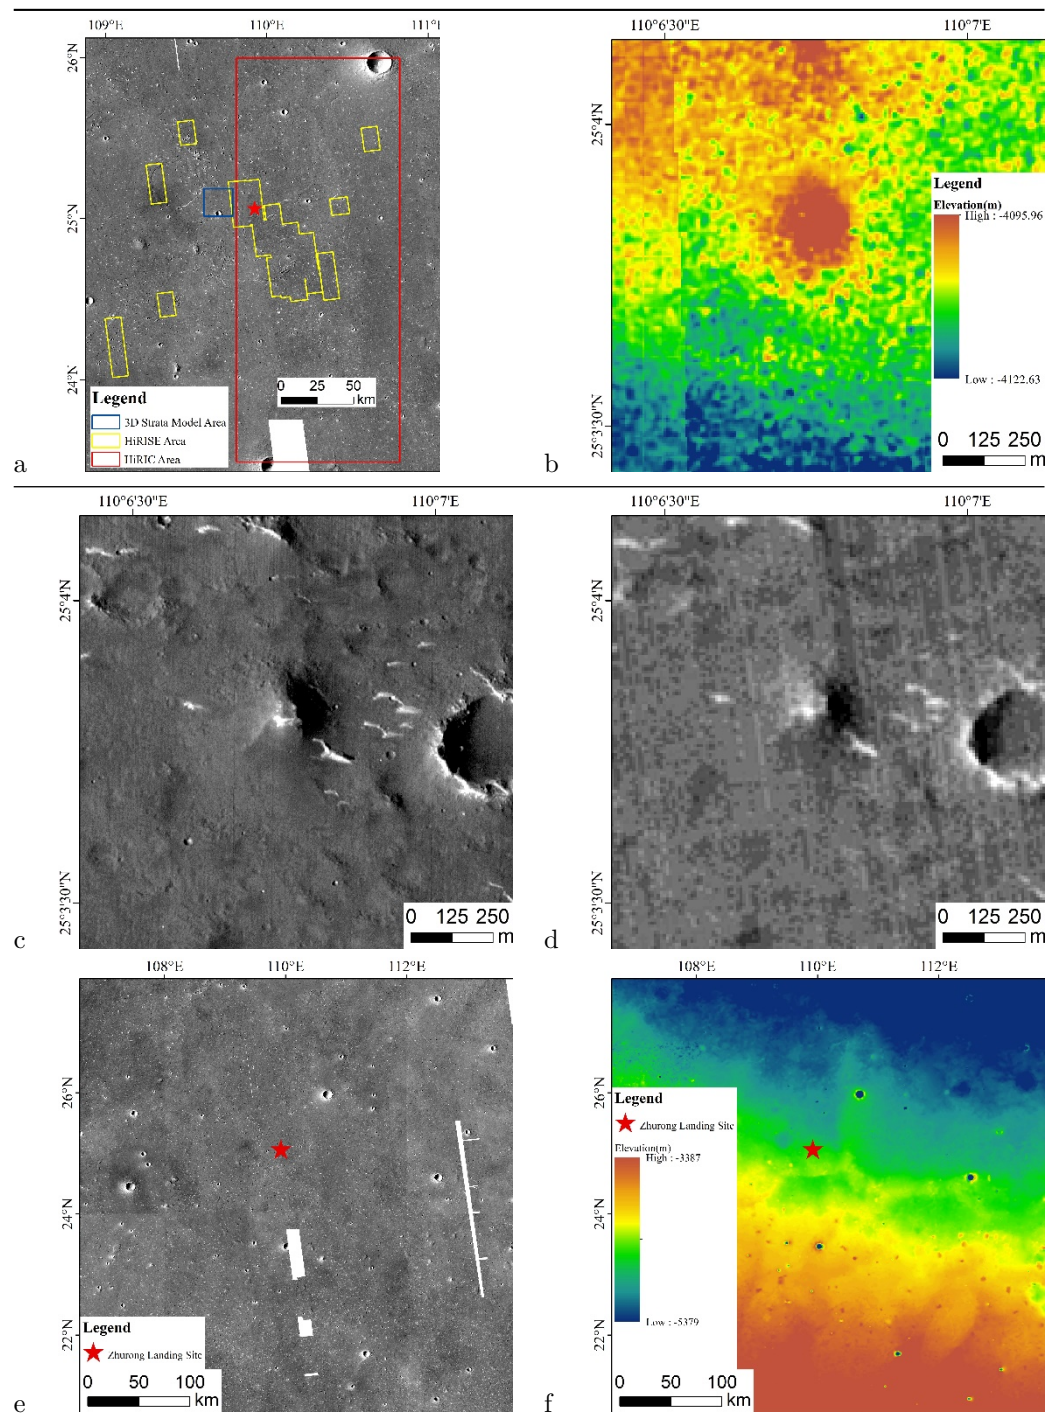 109°E 110°E 111°E
26°N
25°N
24°N
0 25 50
km
Legend
3D Strata Model Area
HiRISE Area
HiRIC Area
a
110°6'30"E 110°7'E
25°4'N
25°3'30"N
Legend
Elevation(m)
High : -4095.96
Low : -4122.63
0 125 250
m
b
110°6'30"E 110°7'E
25°4'N
25°3'30"N
0 125 250
m
c
110°6'30"E 110°7'E
25°4'N
25°3'30"N
0 125 250
m
d
108°E 110°E 112°E
26°N
24°N
22°N
Legend
Zhurong Landing Site
0 50 100
km
e
108°E 110°E 112°E
26°N
24°N
22°N
Legend
Zhurong Landing Site
Elevation(m)
High : -3387
Low : -5379
0 50 100
km
f